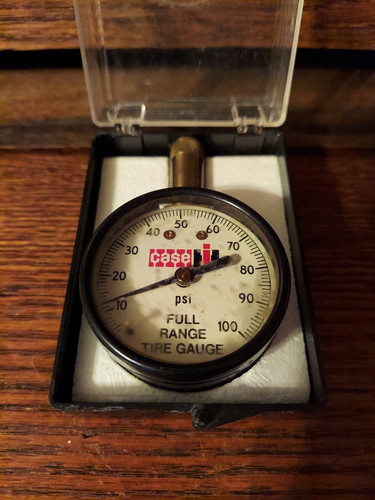 50
40 60
30 70
20 80
10 90
100
case IH
psi
FULL
RANGE
TIRE GAUGE